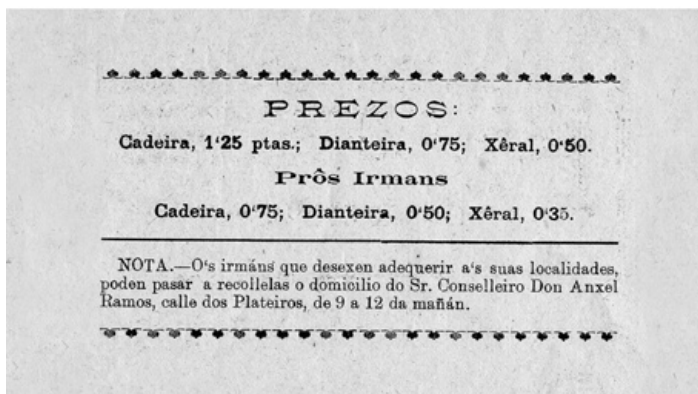 PREZOS:
Cadeira, 1'25 ptas.; Dianteira, 0'75; Xêral, 0'50.
Prôs Irmans
Cadeira, 0'75; Dianteira, 0'50; Xêral, 0'35.
NOTA.—O's irmáns que desexen adequerir a's suas localidades,
poden pasar a recollelas o domicilio do Sr. Conselleiro Don Anxel
Ramos, calle dos Plateiros, de 9 a 12 da mañán.